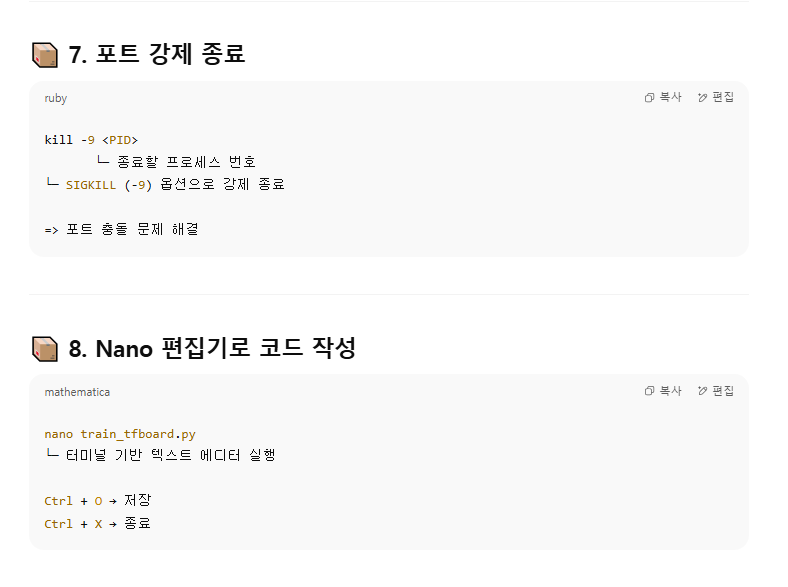 📦 7. 포트 강제 종료
ruby
복사 편집
kill -9 <PID>
└─ 종료할 프로세스 번호
└─ SIGKILL (-9) 옵션으로 강제 종료
=> 포트 충돌 문제 해결
📦 8. Nano 편집기로 코드 작성
mathematica
복사 편집
nano train_tfboard.py
└─ 터미널 기반 텍스트 에디터 실행
Ctrl + O → 저장
Ctrl + X → 종료